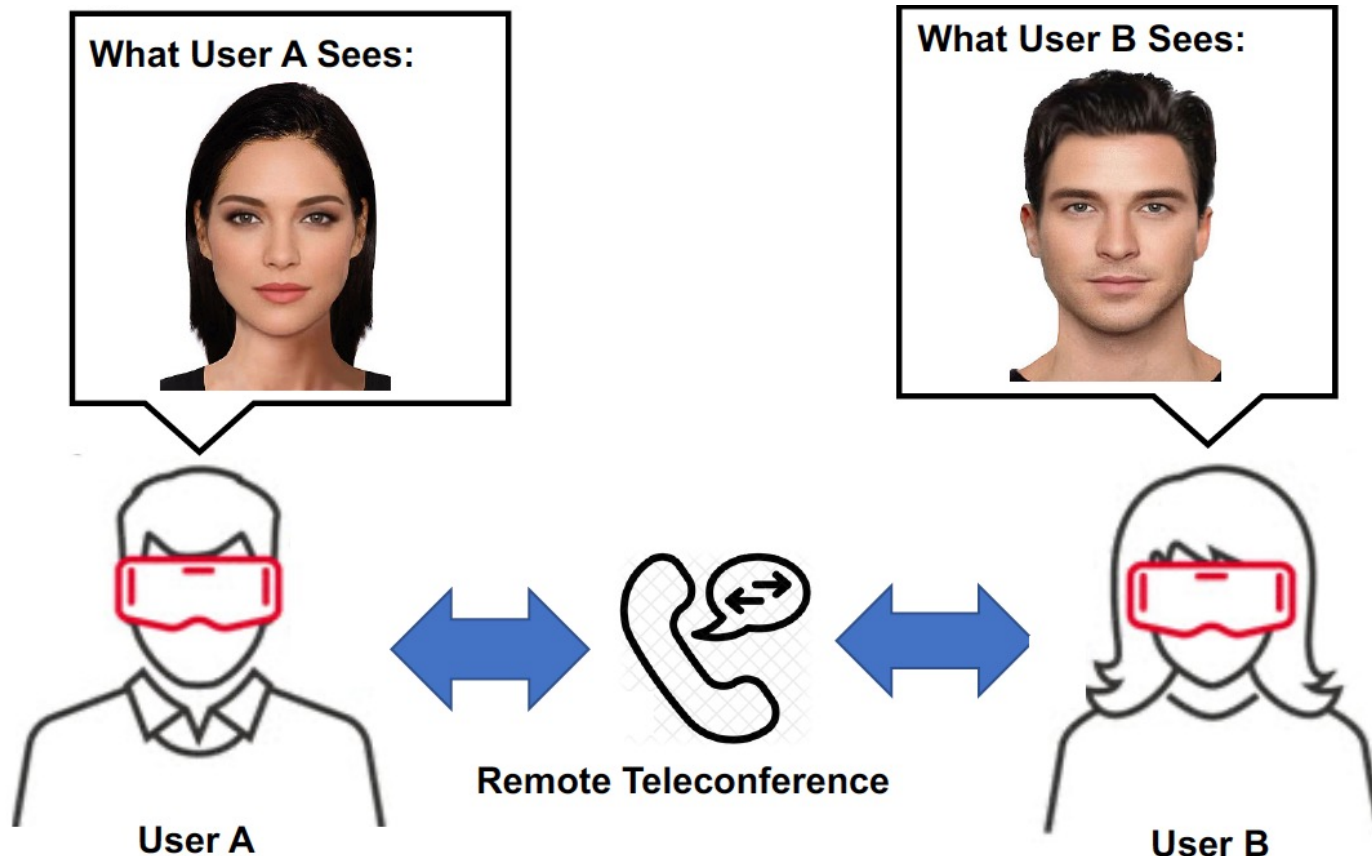 What User A Sees:
What User B Sees:
Remote Teleconference
User A
User B